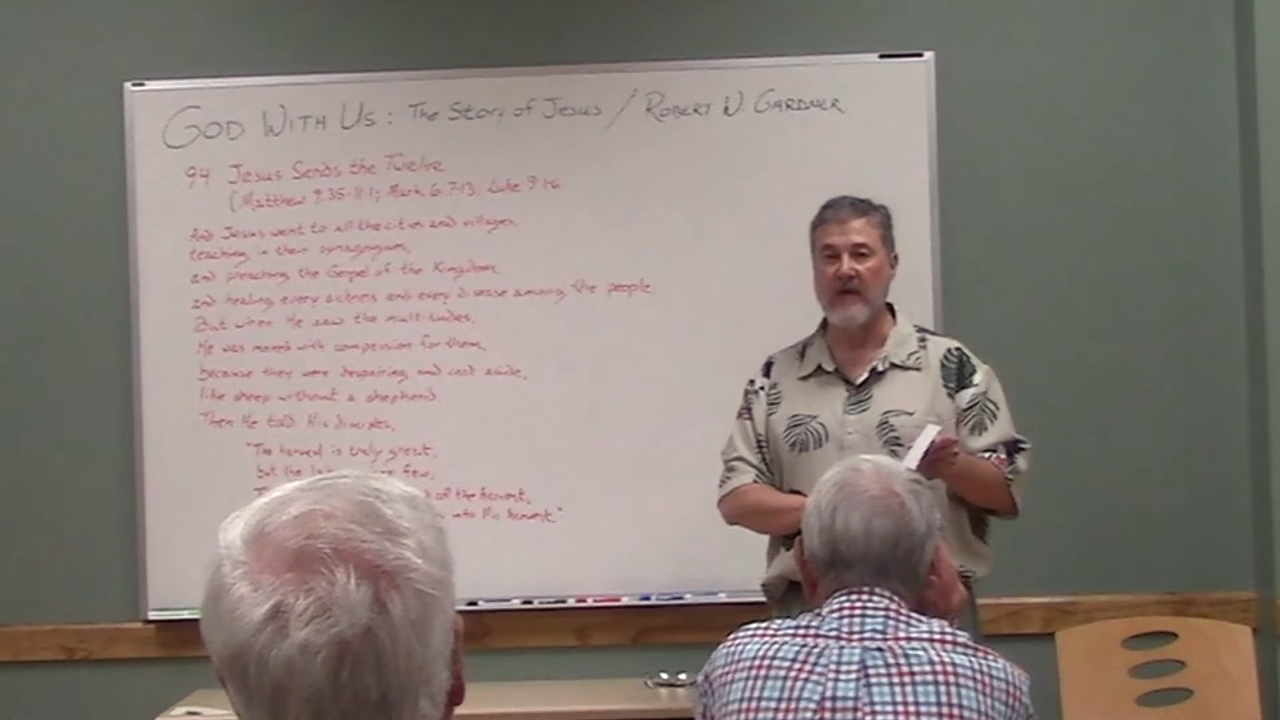 GOD WITH US: The Story of Jesus / ROBERT W. GARDNER
94 Jesus Sends the Twelve
(Matthew 9.35-11.1; Mark 6.7-13; Luke 9.1-6
And Jesus went to all the cities and villages,
teaching in their synagogues,
and preaching the Gospel of the Kingdom,
and healing every sickness and every disease among the people.
But when He saw the multitudes,
He was moved with compassion for them,
because they were despairing and cast aside,
like sheep without a shepherd.
Then He told His disciples,
"The harvest is truly great,
but the few;
of the harvest,
into His harvest."